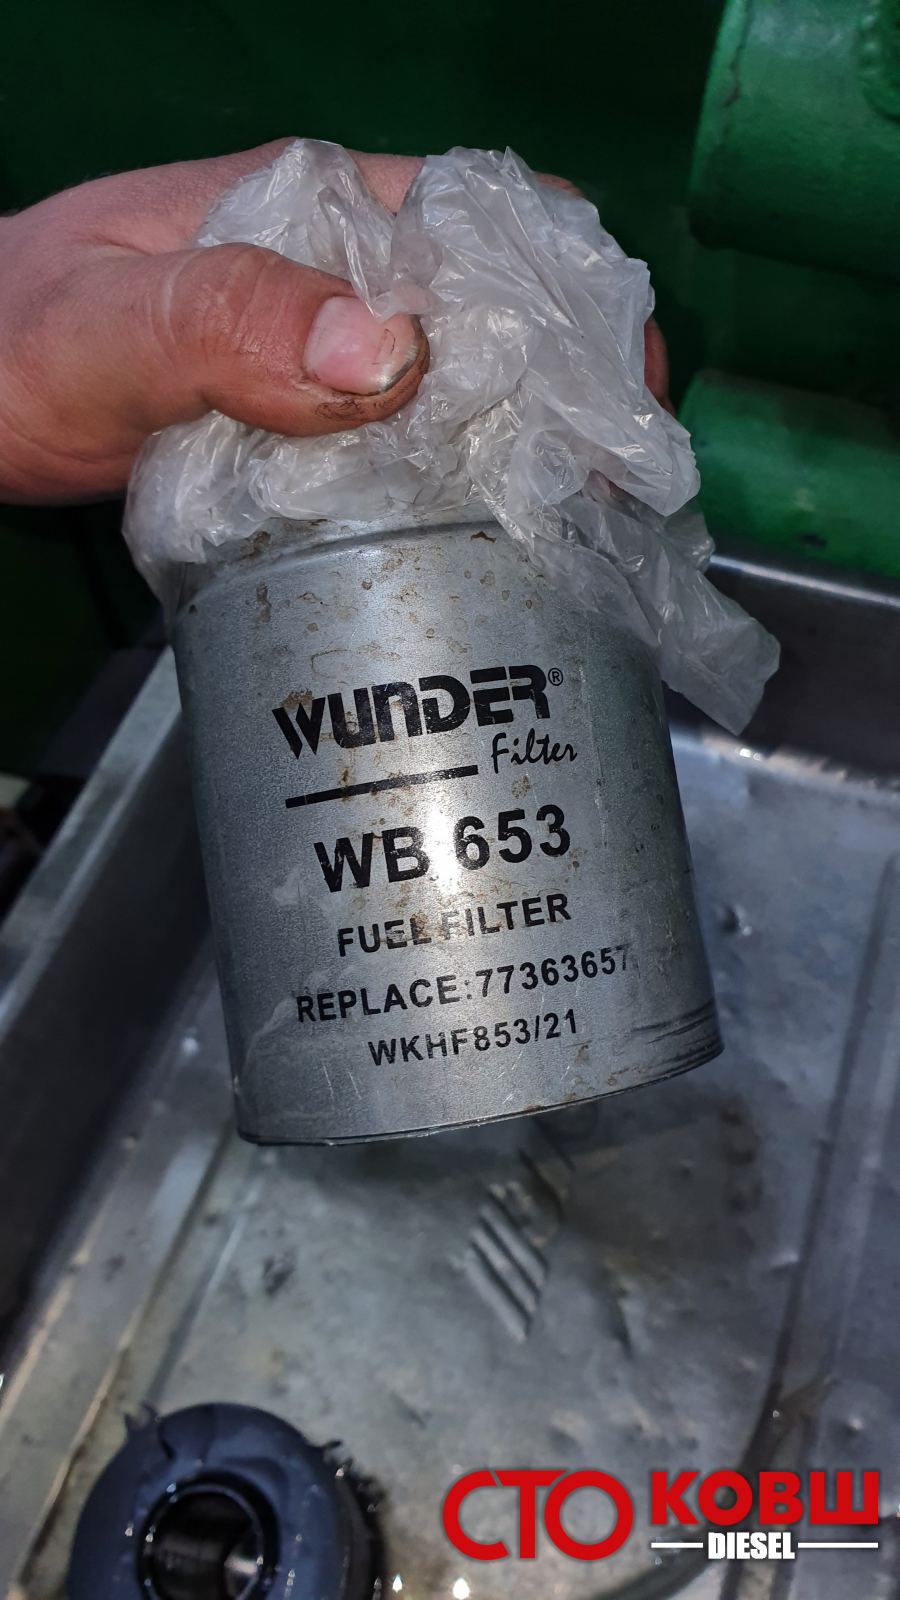 WUNDER®
Filter
WB 653
FUEL FILTER
REPLACE:77363657
WKHF853/21
СТО КОВШ
DIESEL